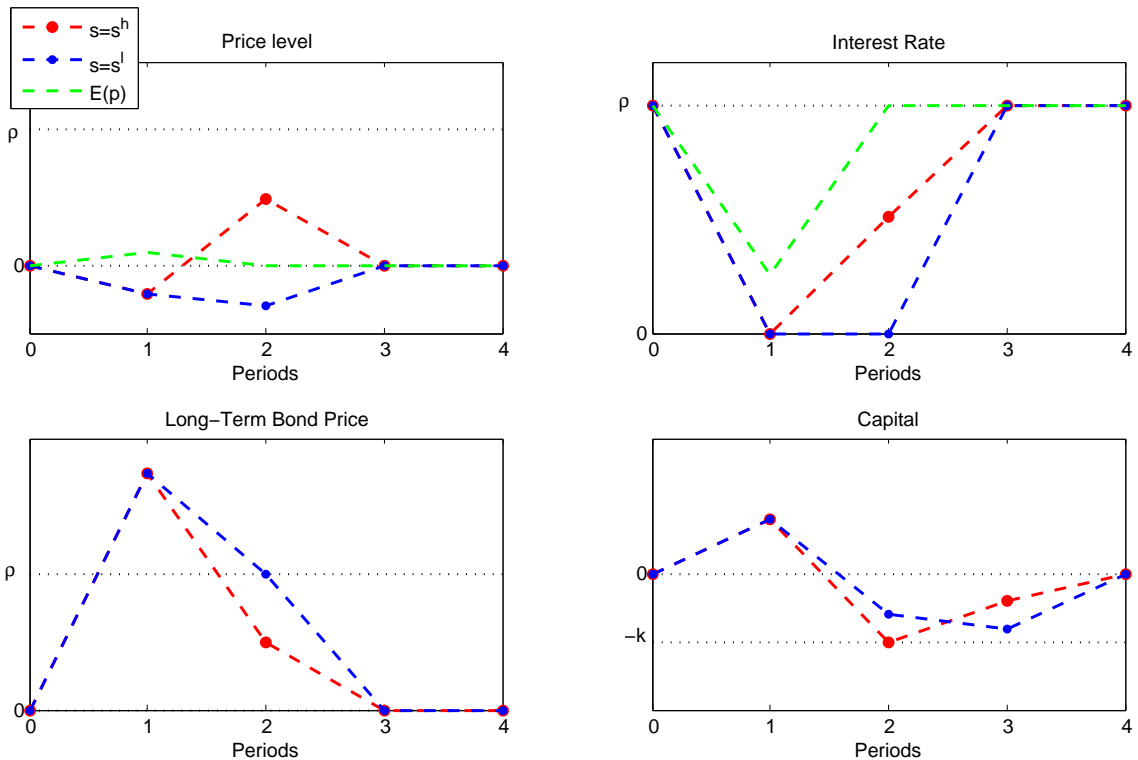 s=s^h
s=s^l
E(p)
Price level
ρ
0
0 1 2 3 4
Periods
Interest Rate
ρ
0
0 1 2 3 4
Periods
Long−Term Bond Price
ρ
0
0 1 2 3 4
Periods
Capital
0
−k
0 1 2 3 4
Periods